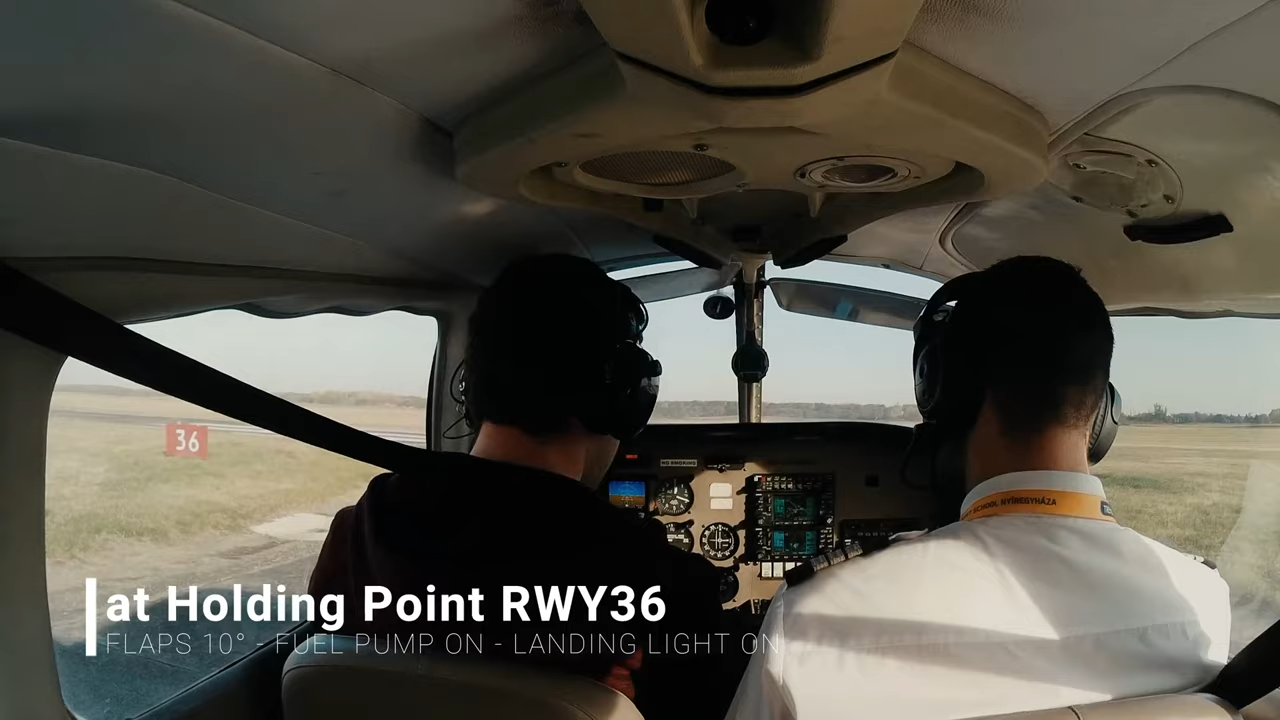 36
NO SMOKING
SCHOOL NYÍREGYHÁZA
at Holding Point RWY36
FLAPS 10° - FUEL PUMP ON - LANDING LIGHT ON